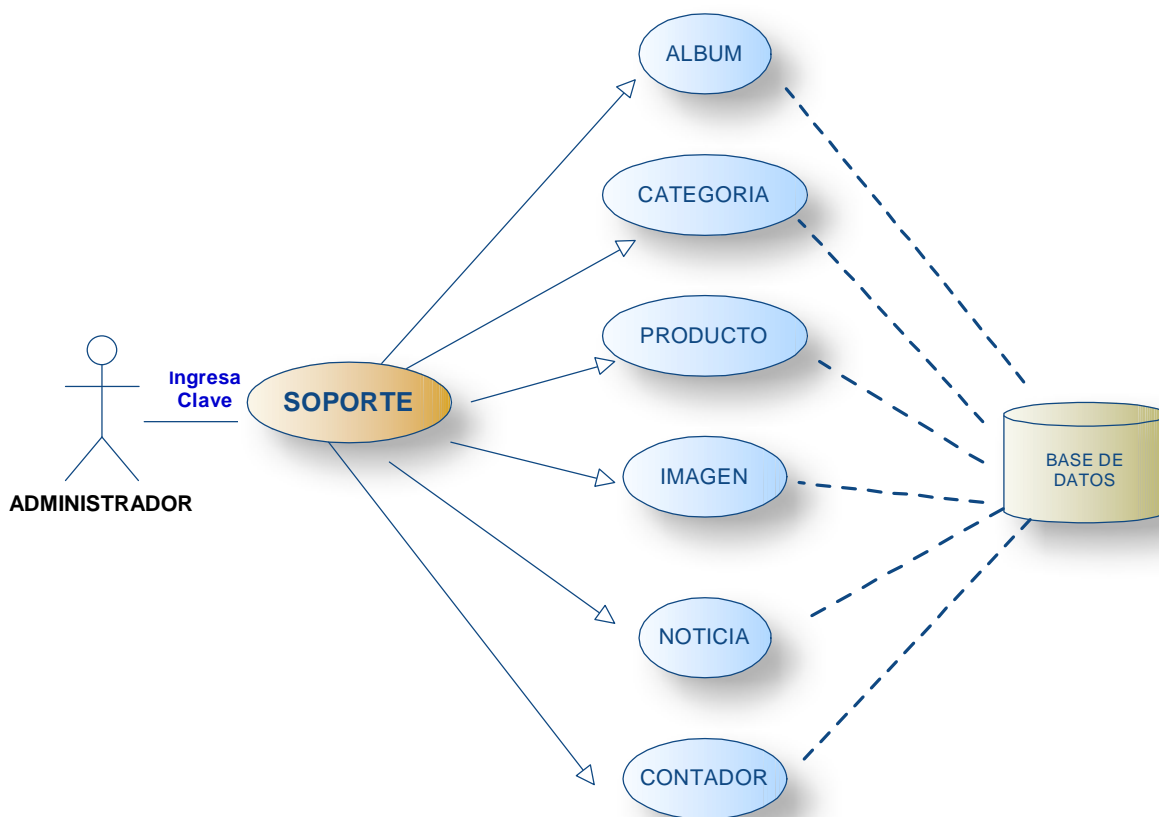 ALBUM
CATEGORIA
PRODUCTO
Ingresa
Clave
SOPORTE
IMAGEN
BASE DE
DATOS
ADMINISTRADOR
NOTICIA
CONTADOR